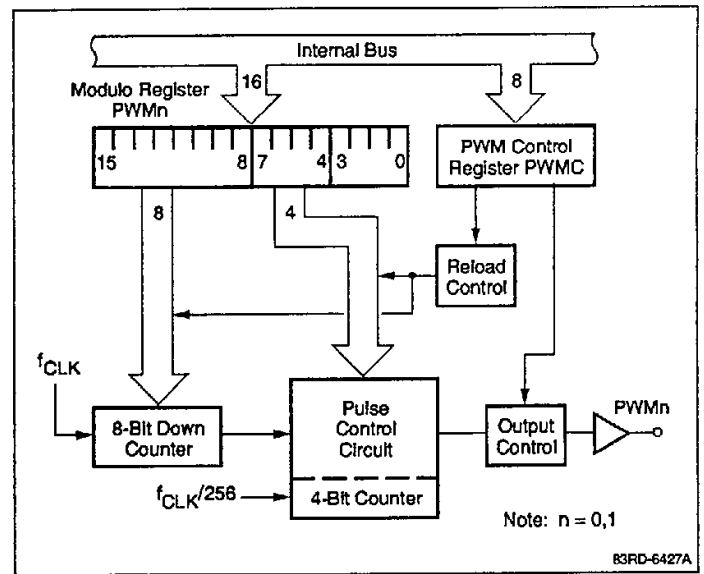 Internal Bus
16
8
Modulo Register
PWMn
15
8
7
4
3
0
PWM Control
Register PWMC
8
4
Reload
Control
fCLK
8-Bit Down
Counter
Pulse
Control
Circuit
Output
Control
PWMn
fCLK/256
4-Bit Counter
Note: n = 0,1
83RD-6427A